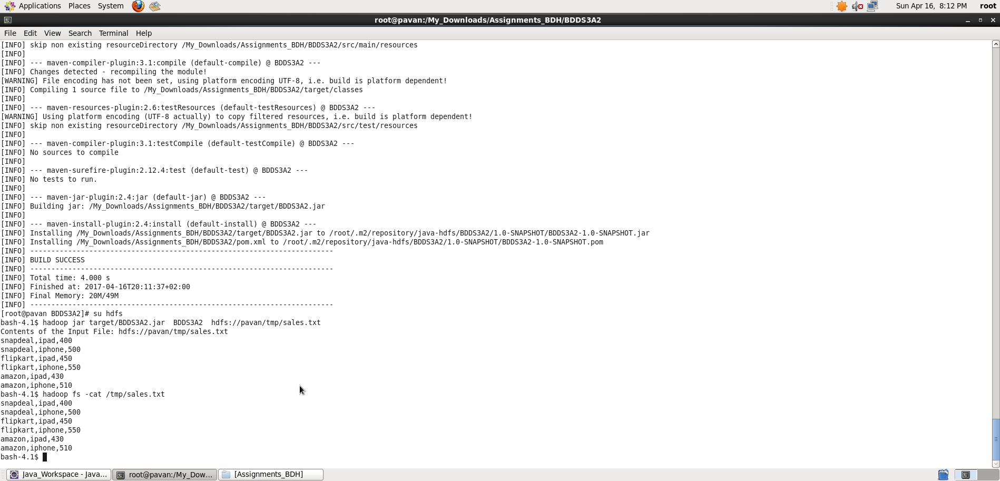 Applications Places System Sun Apr 16, 8:12 PM root
root@pavan:/My_Downloads/Assignments_BDH/BDDS3A2
File Edit View Search Terminal Help
[INFO] skip non existing resourceDirectory /My_Downloads/Assignments_BDH/BDDS3A2/src/main/resources
[INFO]
[INFO] --- maven-compiler-plugin:3.1:compile (default-compile) @ BDDS3A2 ---
[INFO] Changes detected - recompiling the module!
[WARNING] File encoding has not been set, using platform encoding UTF-8, i.e. build is platform dependent!
[INFO] Compiling 1 source file to /My_Downloads/Assignments_BDH/BDDS3A2/target/classes
[INFO]
[INFO] --- maven-resources-plugin:2.6:testResources (default-testResources) @ BDDS3A2 ---
[WARNING] Using platform encoding (UTF-8 actually) to copy filtered resources, i.e. build is platform dependent!
[INFO] skip non existing resourceDirectory /My_Downloads/Assignments_BDH/BDDS3A2/src/test/resources
[INFO]
[INFO] --- maven-compiler-plugin:3.1:testCompile (default-testCompile) @ BDDS3A2 ---
[INFO] No sources to compile
[INFO]
[INFO] --- maven-surefire-plugin:2.12.4:test (default-test) @ BDDS3A2 ---
[INFO] No tests to run.
[INFO]
[INFO] --- maven-jar-plugin:2.4:jar (default-jar) @ BDDS3A2 ---
[INFO] Building jar: /My_Downloads/Assignments_BDH/BDDS3A2/target/BDDS3A2.jar
[INFO]
[INFO] --- maven-install-plugin:2.4:install (default-install) @ BDDS3A2 ---
[INFO] Installing /My_Downloads/Assignments_BDH/BDDS3A2/target/BDDS3A2.jar to /root/.m2/repository/java-hdfs/BDDS3A2/1.0-SNAPSHOT/BDDS3A2-1.0-SNAPSHOT.jar
[INFO] Installing /My_Downloads/Assignments_BDH/BDDS3A2/pom.xml to /root/.m2/repository/java-hdfs/BDDS3A2/1.0-SNAPSHOT/BDDS3A2-1.0-SNAPSHOT.pom
[INFO] ------------------------------------------------------------------------
[INFO] BUILD SUCCESS
[INFO] ------------------------------------------------------------------------
[INFO] Total time: 4.000 s
[INFO] Finished at: 2017-04-16T20:11:37+02:00
[INFO] Final Memory: 20M/49M
[INFO] ------------------------------------------------------------------------
[root@pavan BDDS3A2]# su hdfs
bash-4.1$ hadoop jar target/BDDS3A2.jar  BDDS3A2  hdfs://pavan/tmp/sales.txt
Contents of the Input File: hdfs://pavan/tmp/sales.txt
snapdeal,ipad,400
snapdeal,iphone,500
flipkart,ipad,450
flipkart,iphone,550
amazon,ipad,430
amazon,iphone,510
bash-4.1$ hadoop fs -cat /tmp/sales.txt
snapdeal,ipad,400
snapdeal,iphone,500
flipkart,ipad,450
flipkart,iphone,550
amazon,ipad,430
amazon,iphone,510
bash-4.1$
Java_Workspace - Java... root@pavan:/My_Dow... [Assignments_BDH]